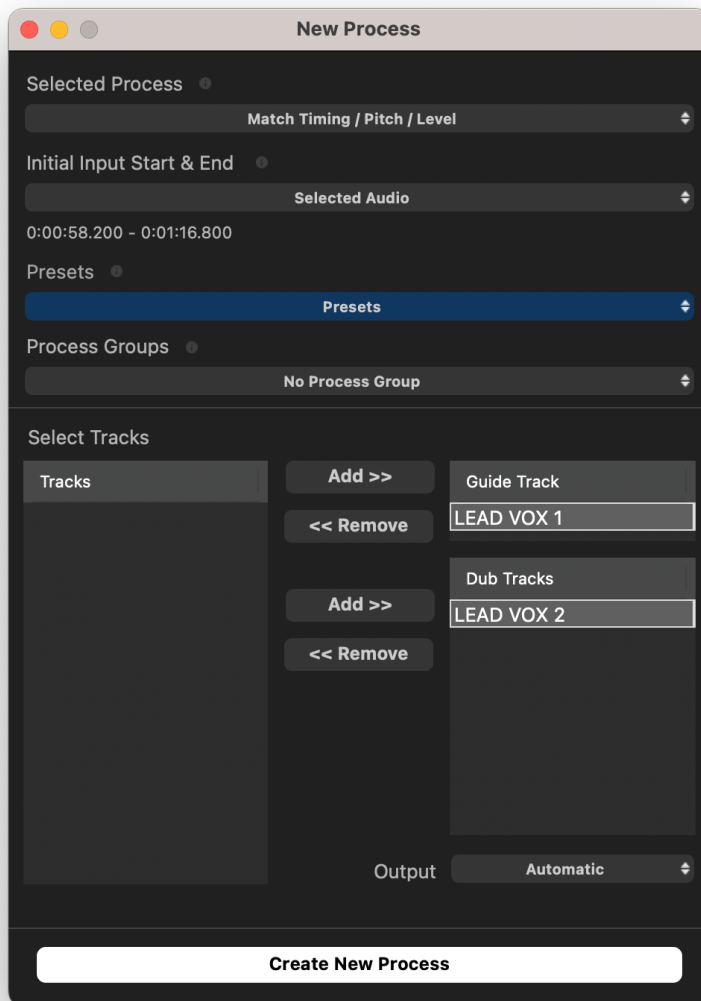 New Process
Selected Process
Match Timing / Pitch / Level
Initial Input Start & End
Selected Audio
0:00:58.200 - 0:01:16.800
Presets
Presets
Process Groups
No Process Group
Select Tracks
Tracks
Add >>
<< Remove
Guide Track
LEAD VOX 1
Add >>
<< Remove
Dub Tracks
LEAD VOX 2
Output
Automatic
Create New Process